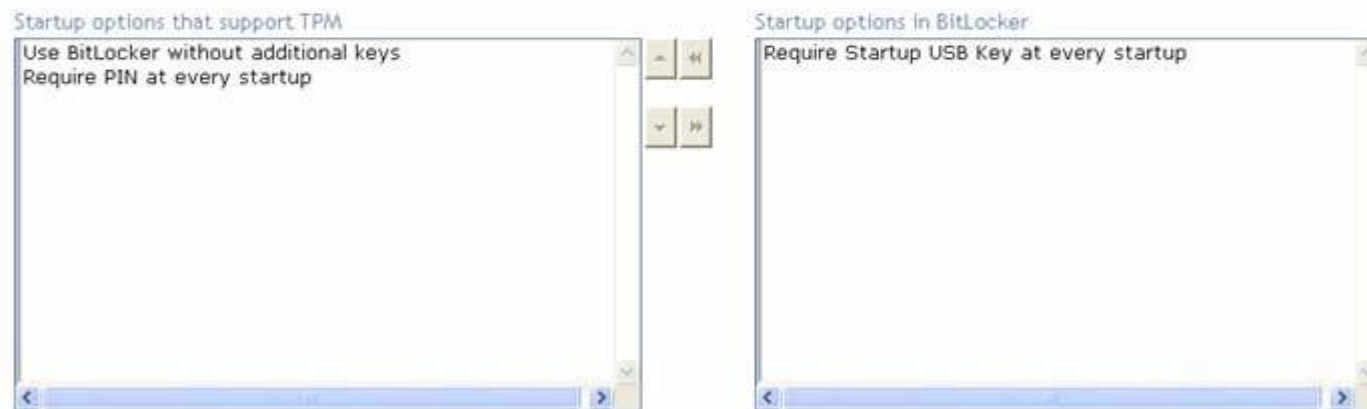 Startup options that support TPM
Use BitLocker without additional keys
Require PIN at every startup
Startup options in BitLocker
Require Startup USB Key at every startup